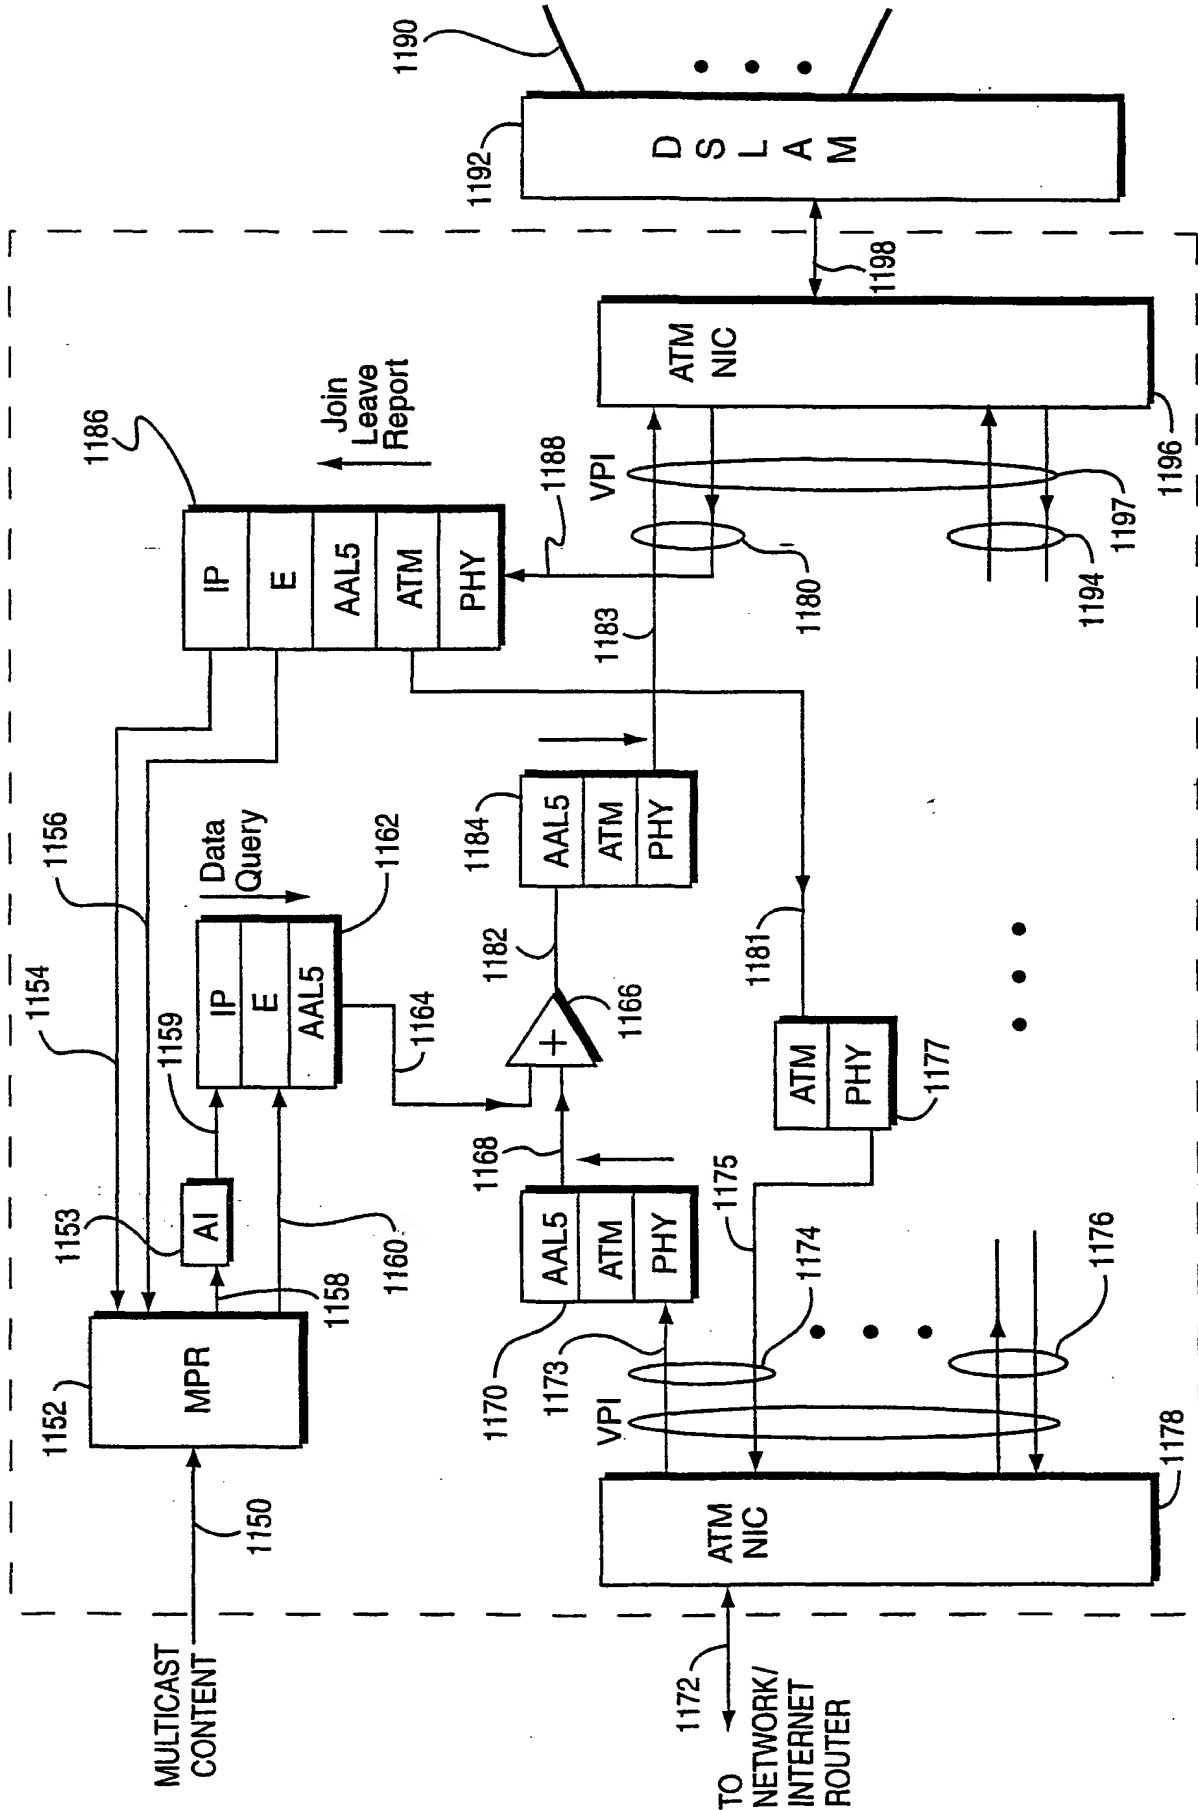 MULTICAST
CONTENT
1150
1152
MPR
1153
AI
1158
1160
1159
1154
1156
IP
E
AAL5
1162
Data
Query
1164
1186
IP
E
AAL5
ATM
PHY
Join
Leave
Report
1188
1170
AAL5
ATM
PHY
1168
+
1166
1182
1184
AAL5
ATM
PHY
1183
1180
VPI
ATM
NIC
1196
1197
1194
1198
1192
DSLAM
1190
TO
NETWORK/
INTERNET
ROUTER
1172
ATM
NIC
1178
VPI
1173
1174
1175
1176
ATM
PHY
1177
1181